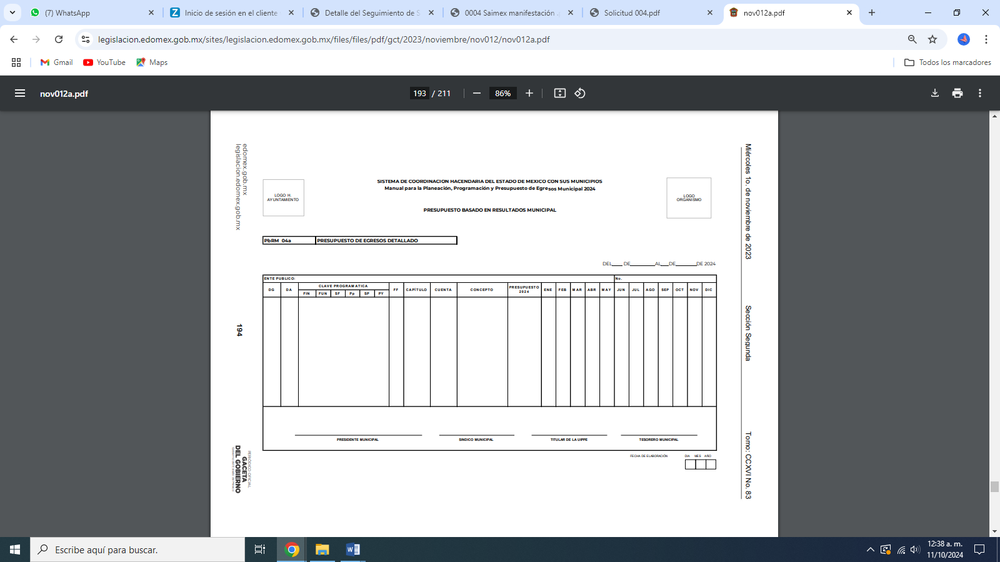 (7) WhatsApp
Inicio de sesión en el cliente
Detalle del Seguimiento de S
0004 Saimex manifestación
Solicitud 004.pdf
nov012a.pdf
legislacion.edomex.gob.mx/sites/legislacion.edomex.gob.mx/files/files/pdf/gct/2023/noviembre/nov012/nov012a.pdf
Gmail
YouTube
Maps
Todos los marcadores
nov012a.pdf
193 / 211
86%
edomex.gob.mx
legislacion.edomex.gob.mx
Miércoles 1o. de noviembre de 2023
SISTEMA DE COORDINACION HACENDARIA DEL ESTADO DE MEXICO CON SUS MUNICIPIOS
Manual para la Planeación, Programación y Presupuesto de Egresos Municipal 2024
LOGO H.
AYUNTAMIENTO
LOGO
ORGANISMO
PRESUPUESTO BASADO EN RESULTADOS MUNICIPAL
PbRM 04a
PRESUPUESTO DE EGRESOS DETALLADO
DEL____ DE_________AL___DE________DE 2024
ENTE PUBLICO:
No.
DG
DA
CLAVE PROGRAMATICA
FIN
FUN
SF
Pp
SP
PY
FF
CAPÍTULO
CUENTA
CONCEPTO
PRESUPUESTO
2024
ENE
FEB
MAR
ABR
MAY
JUN
JUL
AGO
SEP
OCT
NOV
DIC
194
Sección Segunda
PRESIDENTE MUNICIPAL
SINDICO MUNICIPAL
TITULAR DE LA UIPPE
TESORERO MUNICIPAL
FECHA DE ELABORACIÓN
DIA
MES
AÑO
PERIÓDICO OFICIAL
GACETA
DEL GOBIERNO
Gobierno del Estado de México
Tomo: CCXVI No. 83
Escribe aquí para buscar.
12:38 a. m.
11/10/2024